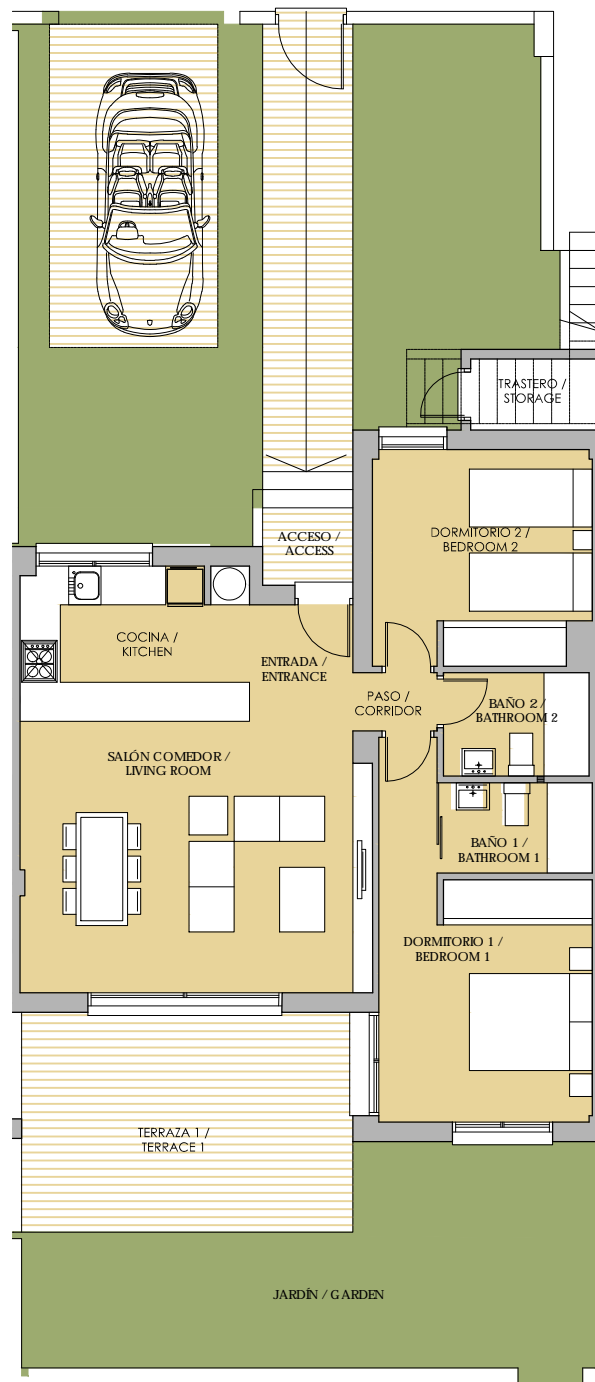 TRASTERO /
STORAGE
ACCESO /
ACCESS
DORMITORIO 2 /
BEDROOM 2
COCINA /
KITCHEN
ENTRADA /
ENTRANCE
PASO /
CORRIDOR
BAÑO 2 /
BATHROOM 2
SALÓN COMEDOR /
LIVING ROOM
BAÑO 1 /
BATHROOM 1
DORMITORIO 1 /
BEDROOM 1
TERRAZA 1 /
TERRACE 1
JARDÍN / GARDEN